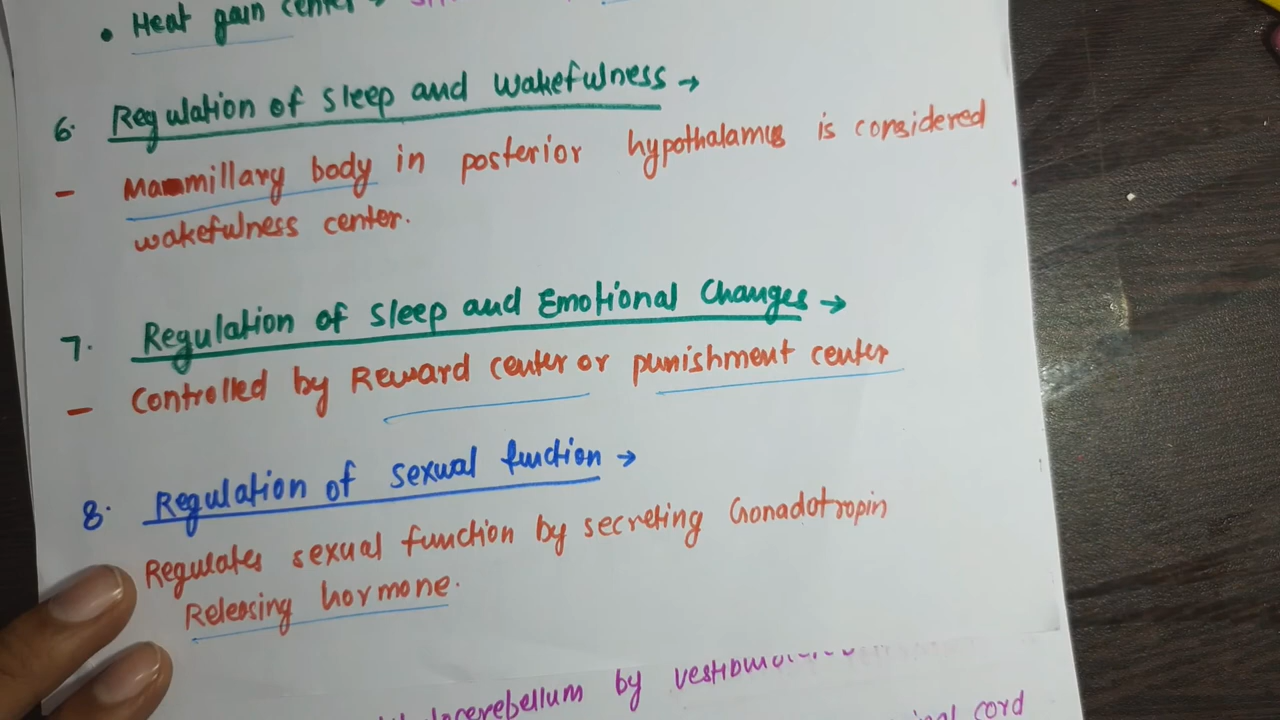 • Heat gain center →
6. Regulation of sleep and wakefulness →
- Mammillary body in posterior hypothalamus is considered
wakefulness center.
7. Regulation of sleep and Emotional Changes →
- Controlled by Reward center or punishment center
8. Regulation of sexual function →
Regulates sexual function by secreting Gonadotropin
Releasing hormone.
by
cord